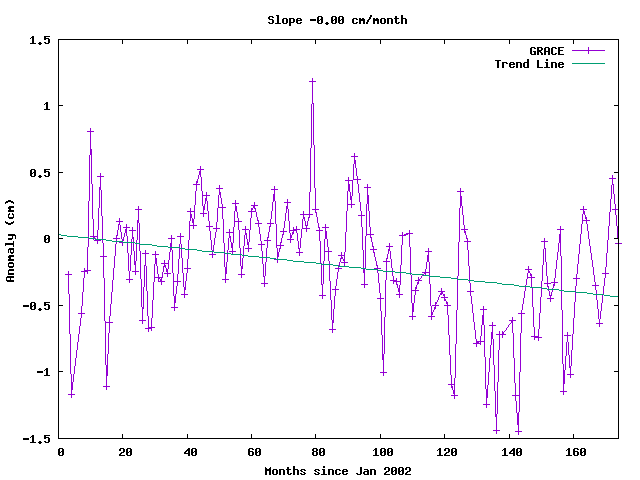 Slope -0.00 cm/month
1.5
GRACE
Trend Line
1
0.5
0
-0.5
-1
-1.5
Anomaly (cm)
0 20 40 60 80 100 120 140 160
Months since Jan 2002